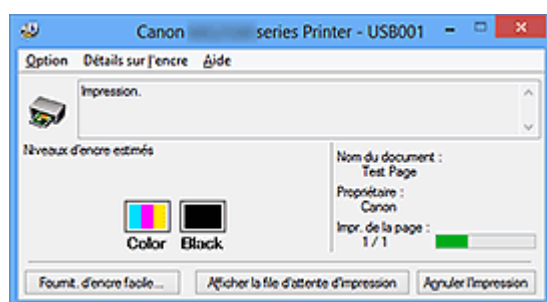 Canon series Printer - USB001
Option Détails sur l'encre Aide
Impression.
Niveaux d'encre estimés
Color Black
Nom du document :
Test Page
Propriétaire :
Canon
Impr. de la page :
1 / 1
Fournit. d'encre facile... Afficher la file d'attente d'impression Annuler l'impression